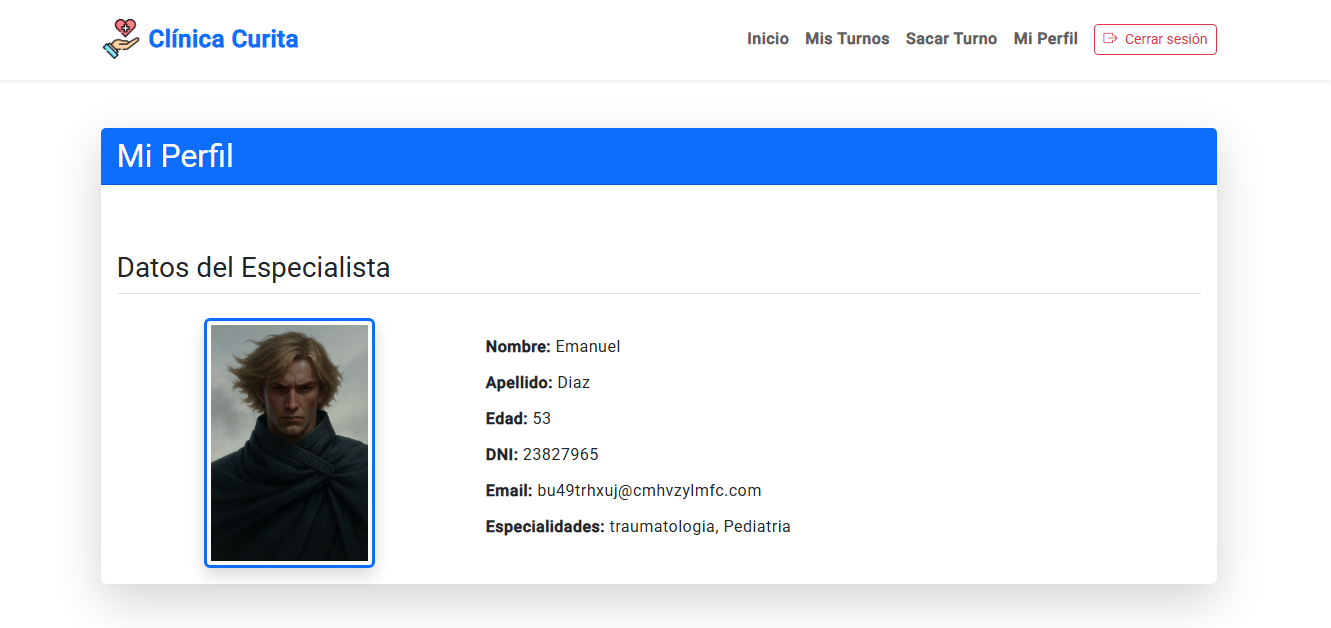 Clínica Curita
Inicio Mis Turnos Sacar Turno Mi Perfil Cerrar sesión
Mi Perfil
Datos del Especialista
Nombre: Emanuel
Apellido: Diaz
Edad: 53
DNI: 23827965
Email: bu49trhxuj@cmhvzylmfc.com
Especialidades: traumatologia, Pediatria